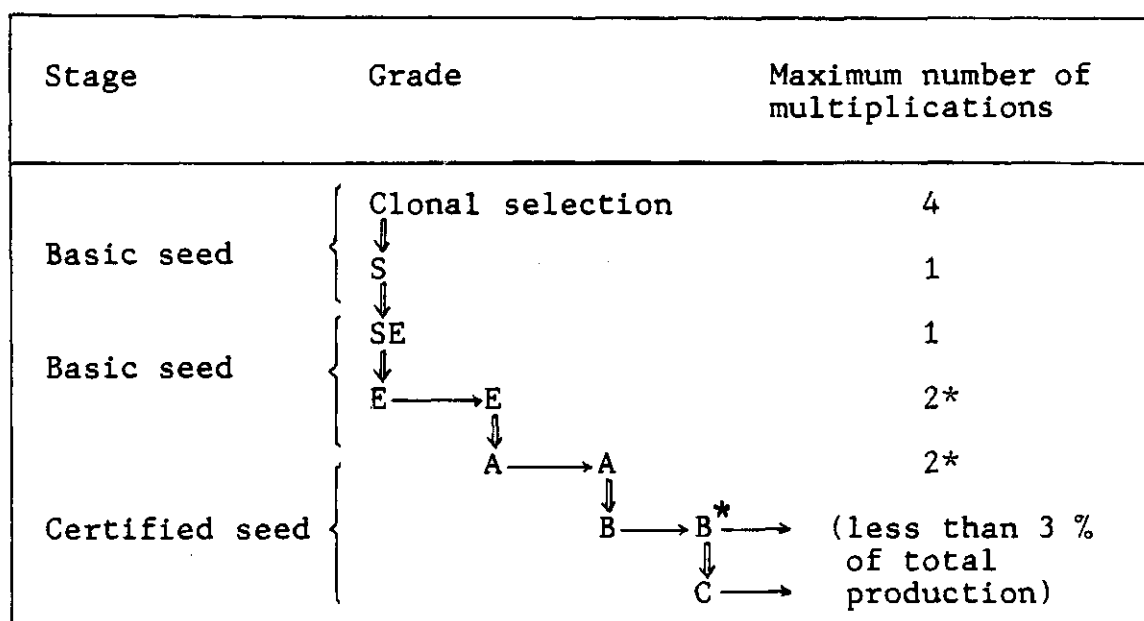 Stage Grade Maximum number of
multiplications
Clonal selection 4
Basic seed
S 1
SE 1
Basic seed
E E 2*
A A 2*
Certified seed B B* (less than 3 %
of total
C production)